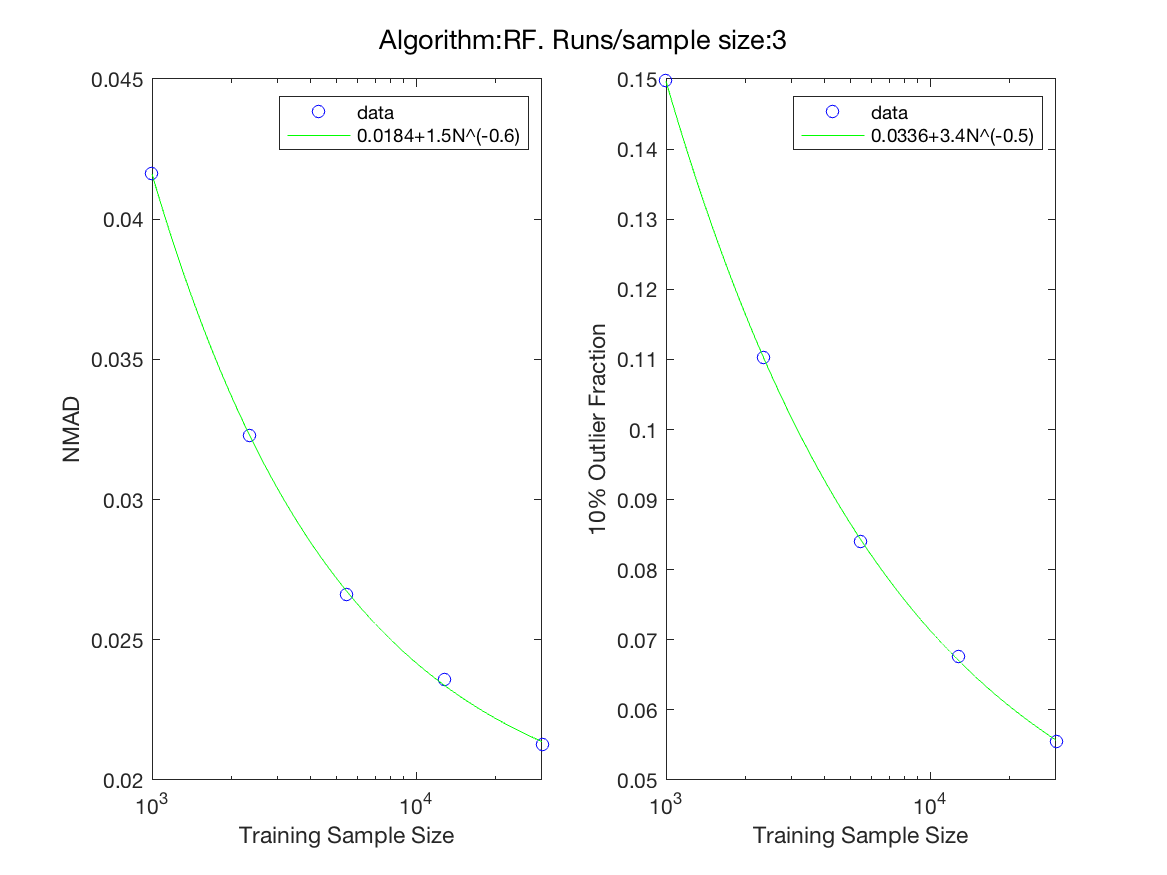 Algorithm:RF. Runs/sample size:3
NMAD
0.045
0.04
0.035
0.03
0.025
0.02
10^3
10^4
Training Sample Size
data
0.0184+1.5N^(-0.6)
10% Outlier Fraction
0.15
0.14
0.13
0.12
0.11
0.1
0.09
0.08
0.07
0.06
0.05
10^3
10^4
Training Sample Size
data
0.0336+3.4N^(-0.5)